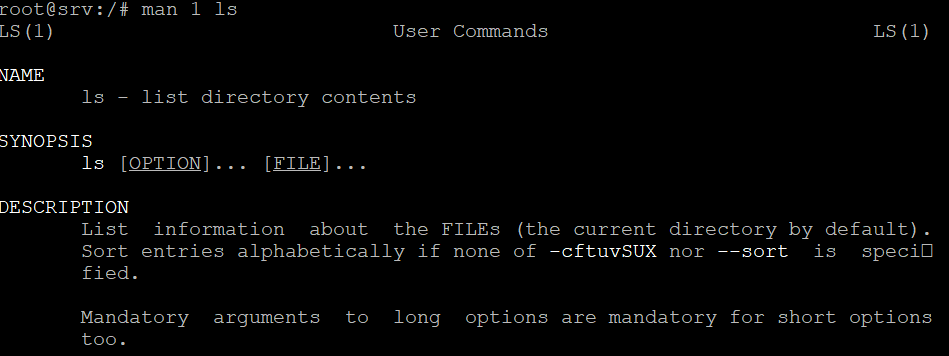 root@srv:/# man 1 ls
LS(1) User Commands LS(1)
NAME
ls - list directory contents
SYNOPSIS
ls [OPTION]... [FILE]...
DESCRIPTION
List information about the FILEs (the current directory by default).
Sort entries alphabetically if none of -cftuvSUX nor --sort is speci□
fied.
Mandatory arguments to long options are mandatory for short options
too.